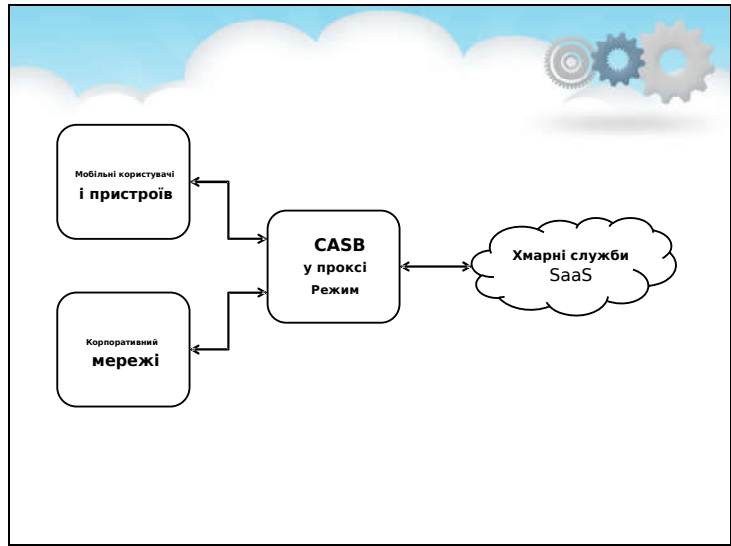 Мобільні користувачі
і пристроїв
CASB
у проксі
Режим
Хмарні служби
SaaS
Корпоративний
мережі